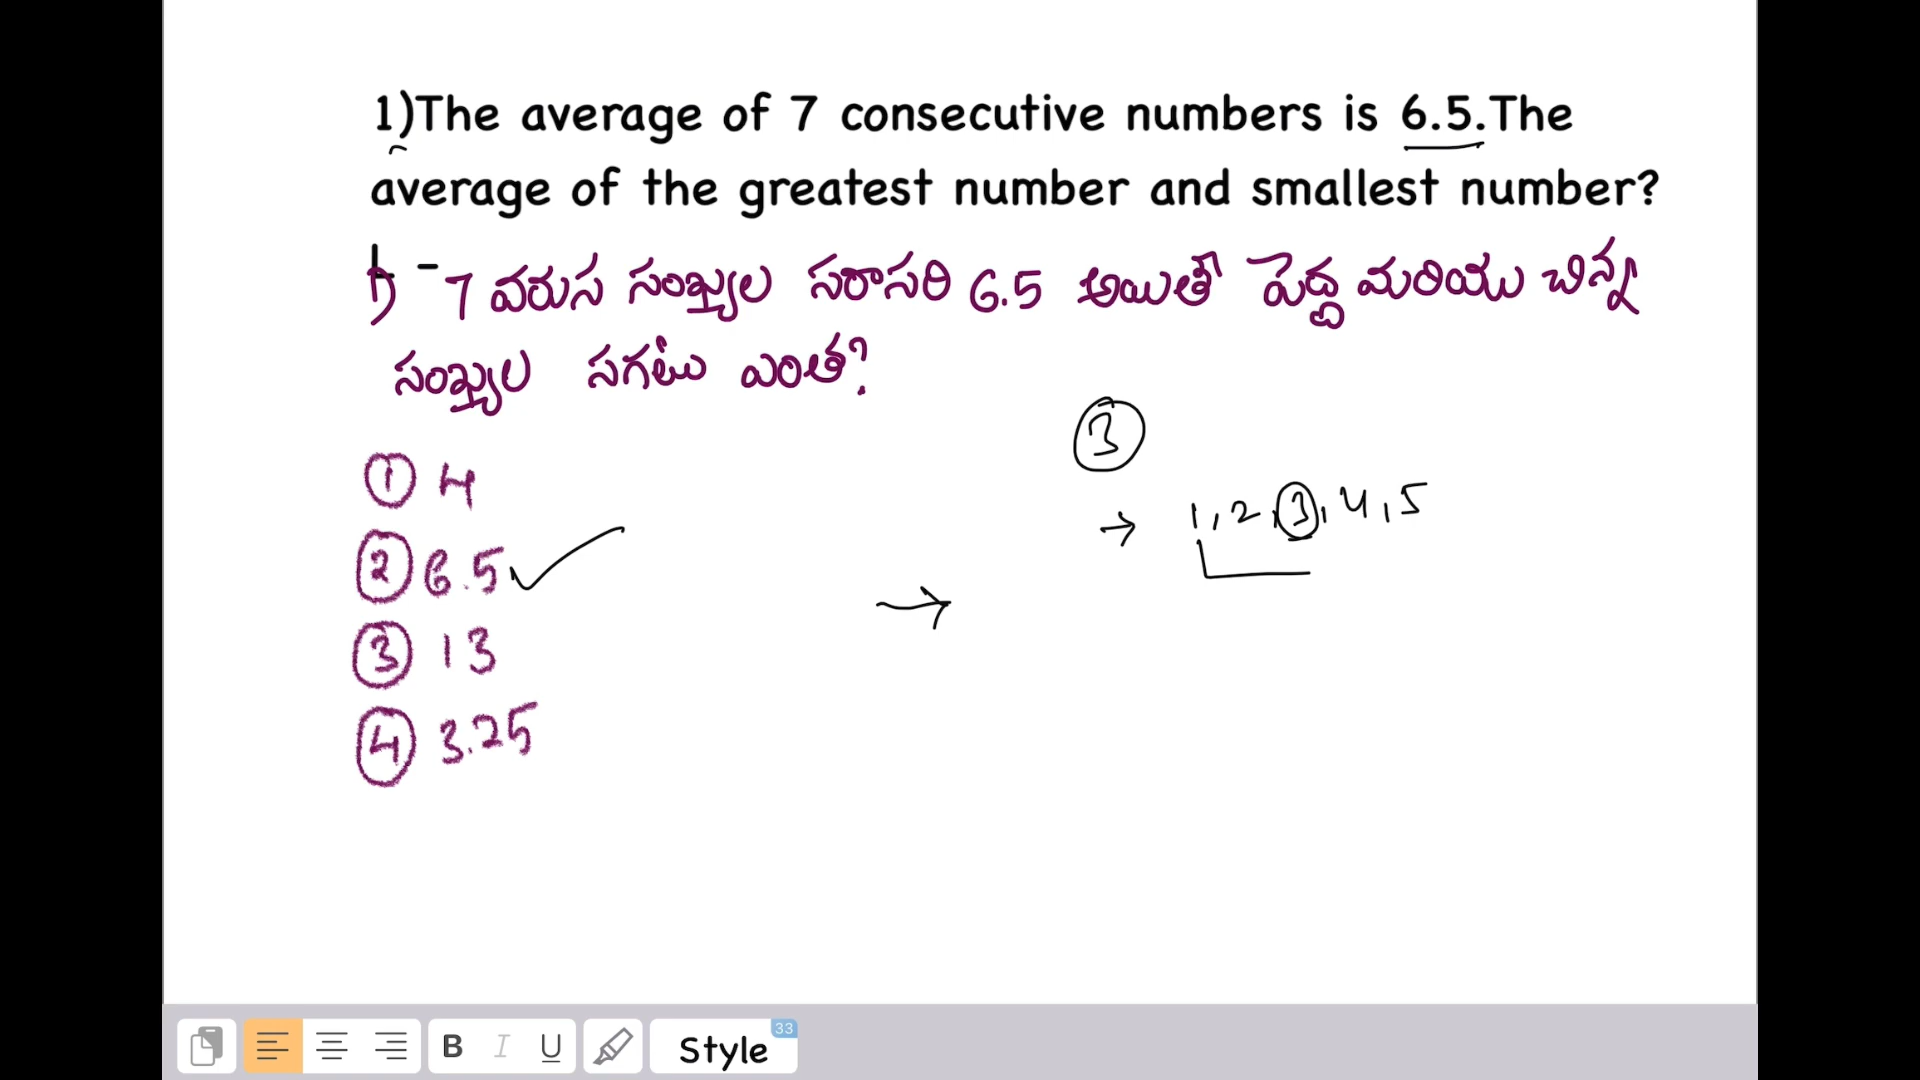 1)The average of 7 consecutive numbers is 6.5.The
average of the greatest number and smallest number?
1) 7 వరుస సంఖ్యల సరాసరి 6.5 అయితే పెద్ద మరియు చిన్న
సంఖ్యల సగటు ఎంత?
3
① 4
→ 1, 2, 3, 4, 5
② 6.5 ✓
→
③ 13
④ 3.25
B I U Style 33